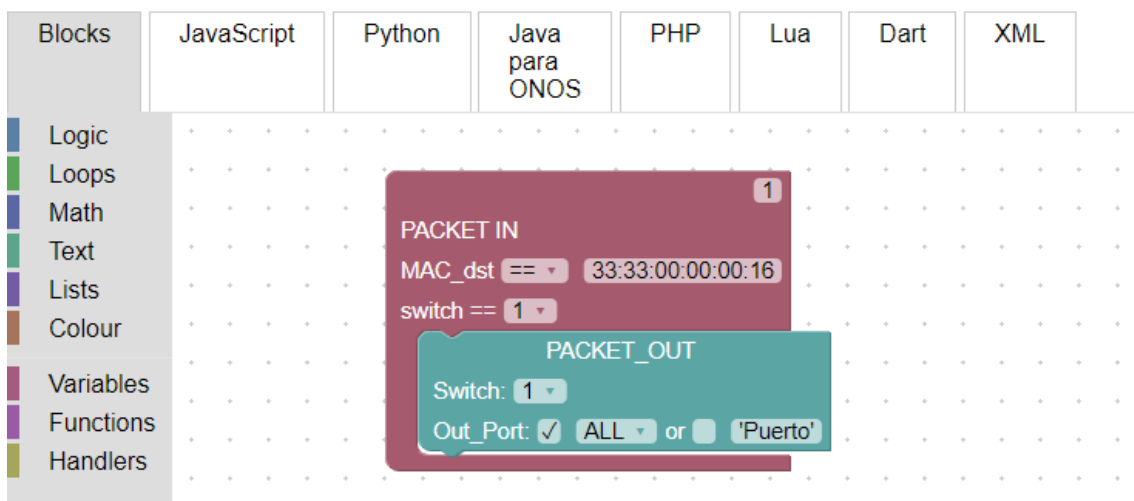 Blocks
JavaScript
Python
Java
para
ONOS
PHP
Lua
Dart
XML
Logic
Loops
Math
Text
Lists
Colour
Variables
Functions
Handlers
1
PACKET IN
MAC_dst == 33:33:00:00:00:16
switch == 1
PACKET_OUT
Switch: 1
Out_Port: ✓ ALL or 'Puerto'